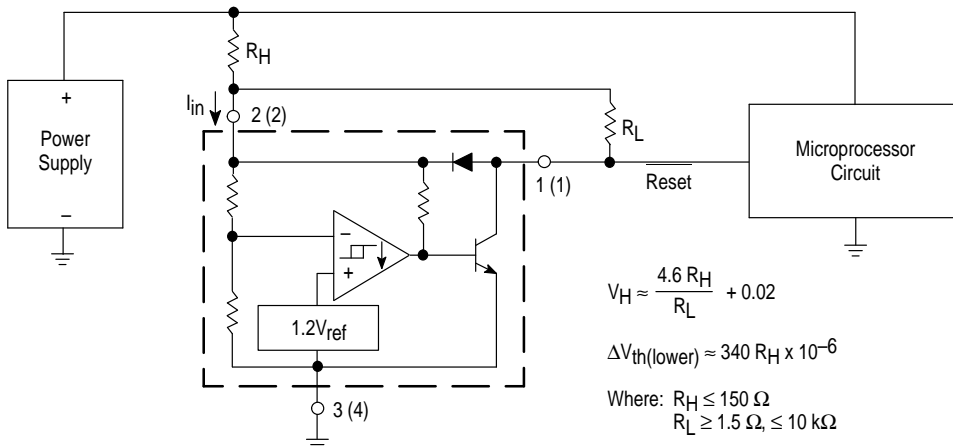 R_H
I_in
2 (2)
R_L
+
Power
Supply
−
1 (1)
Reset
Microprocessor
Circuit
−
+
1.2V_ref
3 (4)
V_H ≈ 4.6 R_H / R_L + 0.02
ΔV_th(lower) ≈ 340 R_H x 10^−6
Where: R_H ≤ 150 Ω
R_L ≥ 1.5 Ω, ≤ 10 kΩ